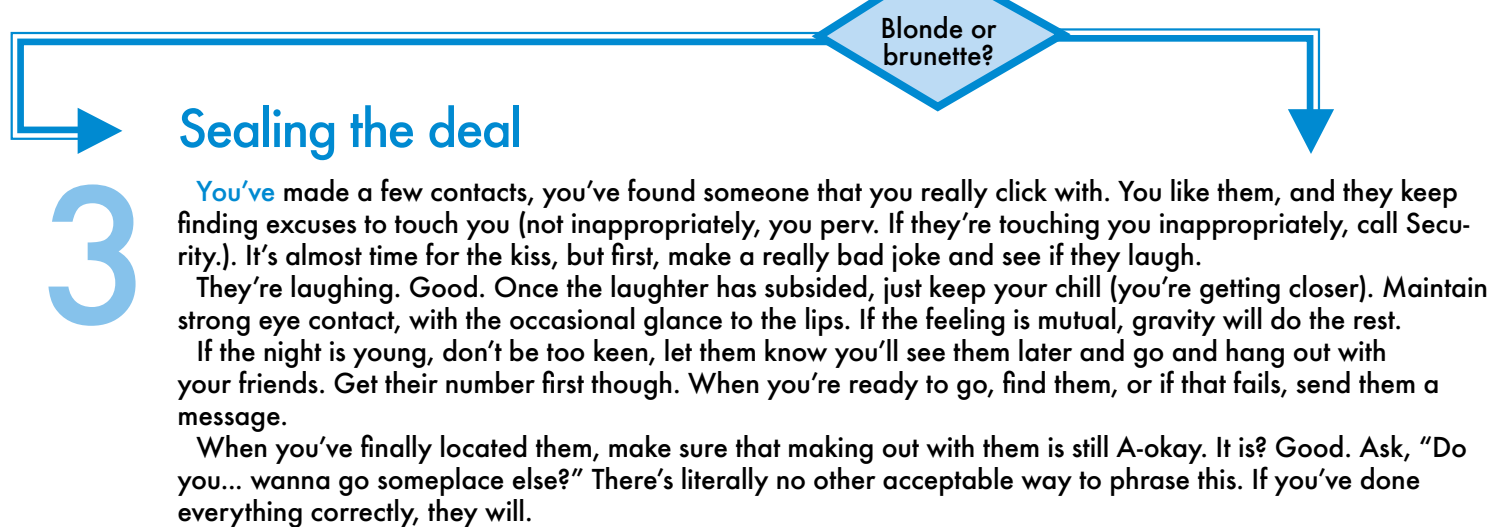 Blonde or
brunette?
Sealing the deal
3
You’ve made a few contacts, you’ve found someone that you really click with. You like them, and they keep
finding excuses to touch you (not inappropriately, you perv. If they’re touching you inappropriately, call Secu-
rity.). It’s almost time for the kiss, but first, make a really bad joke and see if they laugh.
They’re laughing. Good. Once the laughter has subsided, just keep your chill (you’re getting closer). Maintain
strong eye contact, with the occasional glance to the lips. If the feeling is mutual, gravity will do the rest.
If the night is young, don’t be too keen, let them know you’ll see them later and go and hang out with
your friends. Get their number first though. When you’re ready to go, find them, or if that fails, send them a
message.
When you’ve finally located them, make sure that making out with them is still A-okay. It is? Good. Ask, “Do
you... wanna go someplace else?” There’s literally no other acceptable way to phrase this. If you’ve done
everything correctly, they will.